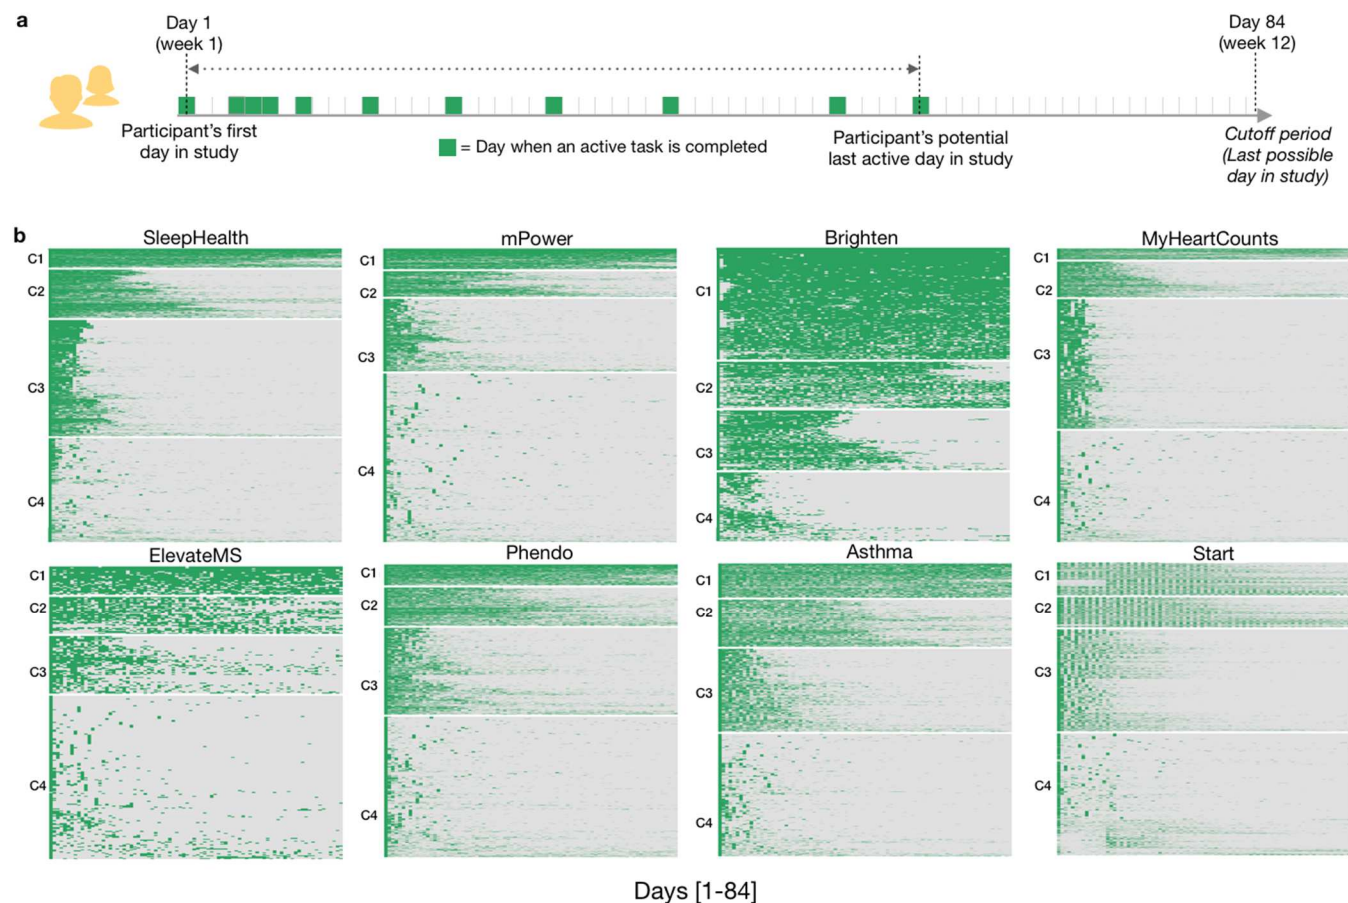 a
Day 1
(week 1)
Day 84
(week 12)
Participant's first
day in study
= Day when an active task is completed
Participant's potential
last active day in study
Cutoff period
(Last possible
day in study)
b
SleepHealth
mPower
Brighten
MyHeartCounts
C1
C2
C3
C4
C1
C2
C3
C4
C1
C2
C3
C4
C1
C2
C3
C4
ElevateMS
Phendo
Asthma
Start
C1
C2
C3
C4
C1
C2
C3
C4
C1
C2
C3
C4
C1
C2
C3
C4
Days [1-84]